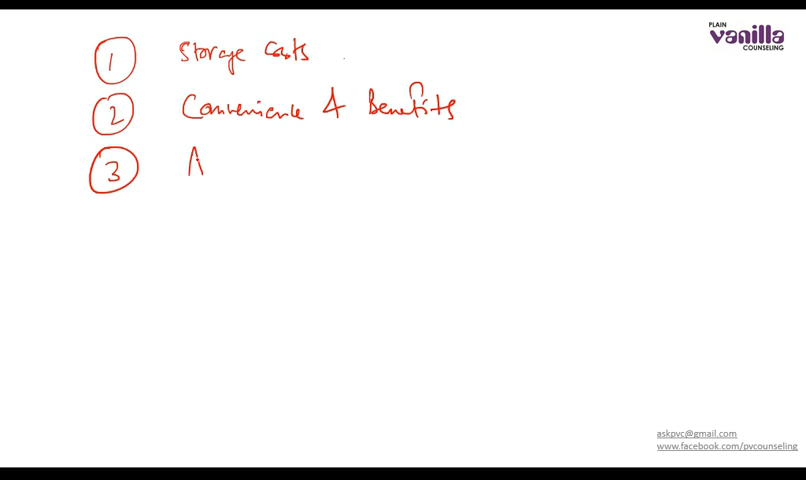 PLAIN
vanilla
COUNSELING
1 Storage Costs
2 Convenience & Benefits
3
askpvc@gmail.com
www.facebook.com/pvcounseling